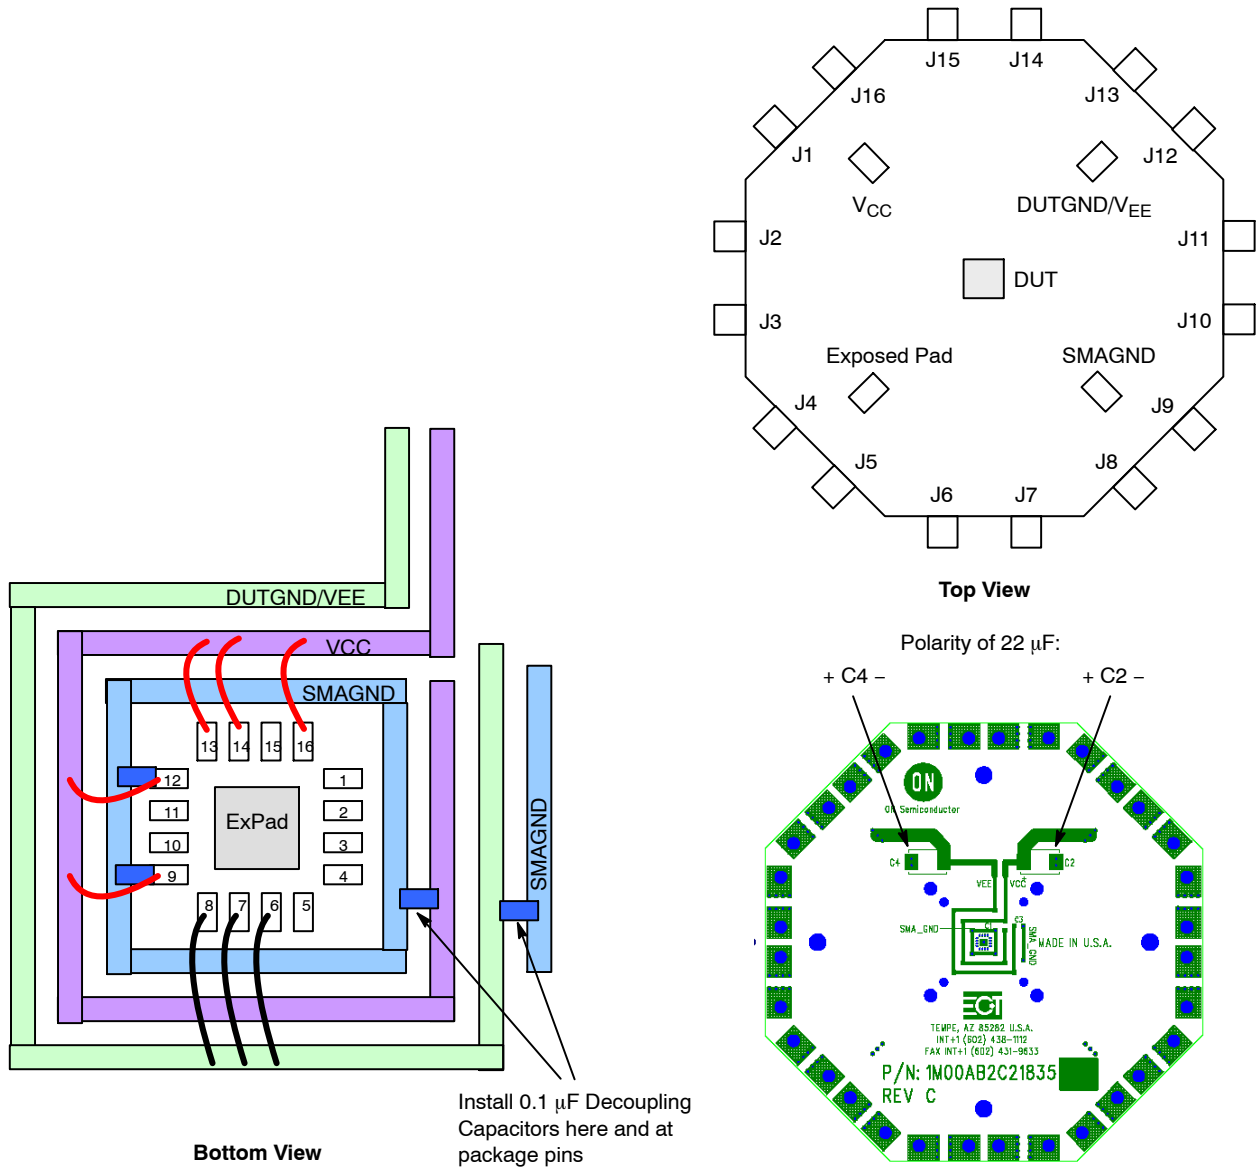 J15
J14
J16
J13
J1
J12
VCC
DUTGND/VEE
J2
J11
DUT
J3
J10
Exposed Pad
SMAGND
J4
J9
J5
J8
J6
J7
Top View
DUTGND/VEE
VCC
SMAGND
13
14
15
16
12
1
11
2
ExPad
10
3
9
4
8
7
6
5
SMAGND
Install 0.1 μF Decoupling
Capacitors here and at
package pins
Bottom View
Polarity of 22 μF:
+ C4 −
+ C2 −
ON
ON Semiconductor
C4
C2
VEE
VCC
+
SMA_GND
C1
C3
SMA_GND
MADE IN U.S.A.
EGT
TEMPE, AZ 85282 U.S.A.
INT+1 (602) 438-1112
FAX INT+1 (602) 431-9633
P/N: 1M00AB2C21835
REV C